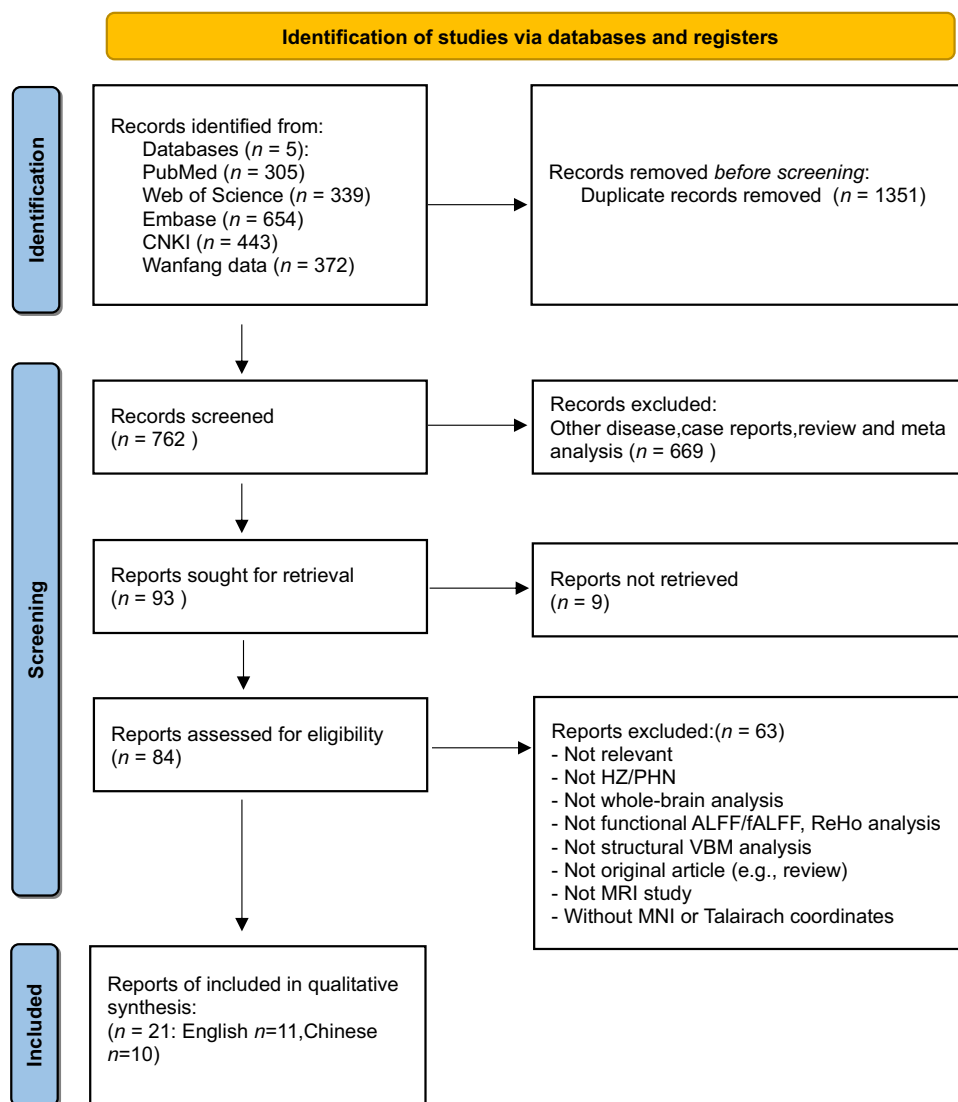 Identification of studies via databases and registers
Identification
Records identified from:
Databases (n = 5):
PubMed (n = 305)
Web of Science (n = 339)
Embase (n = 654)
CNKI (n = 443)
Wanfang data (n = 372)
Records removed before screening:
Duplicate records removed  (n = 1351)
Screening
Records screened
(n = 762 )
Records excluded:
Other disease,case reports,review and meta
analysis (n = 669 )
Reports sought for retrieval
(n = 93 )
Reports not retrieved
(n = 9)
Reports assessed for eligibility
(n = 84)
Reports excluded:(n = 63)
- Not relevant
- Not HZ/PHN
- Not whole-brain analysis
- Not functional ALFF/fALFF, ReHo analysis
- Not structural VBM analysis
- Not original article (e.g., review)
- Not MRI study
- Without MNI or Talairach coordinates
Included
Reports of included in qualitative
synthesis:
(n = 21: English n=11,Chinese
n=10)